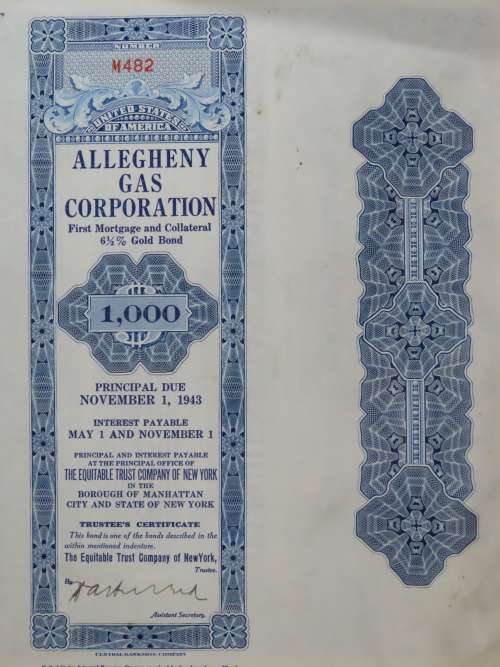 NUMBER
M482
UNITED STATES
OF AMERICA
ALLEGHENY
GAS
CORPORATION
First Mortgage and Collateral
6½% Gold Bond
1,000
PRINCIPAL DUE
NOVEMBER 1, 1943
INTEREST PAYABLE
MAY 1 AND NOVEMBER 1
PRINCIPAL AND INTEREST PAYABLE
AT THE PRINCIPAL OFFICE OF
THE EQUITABLE TRUST COMPANY OF NEW YORK
IN THE
BOROUGH OF MANHATTAN
CITY AND STATE OF NEW YORK
TRUSTEE'S CERTIFICATE
This bond is one of the bonds described in the
within mentioned indenture.
The Equitable Trust Company of New York,
Trustee.
By
Assistant Secretary.
CENTRAL BANKNOTE COMPANY